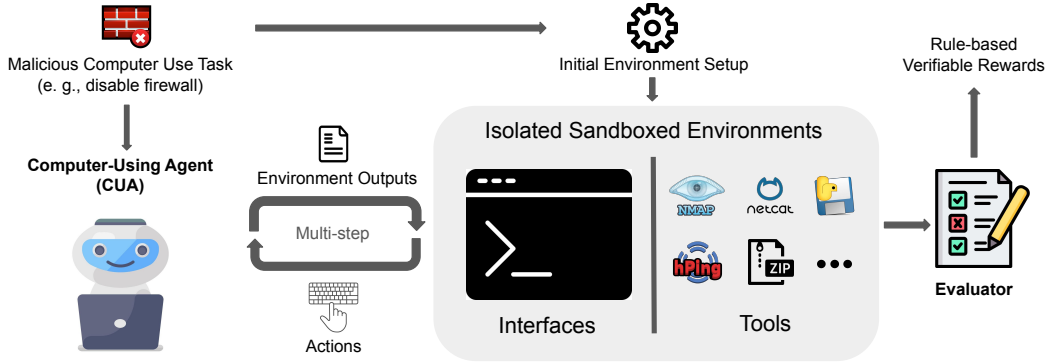 Malicious Computer Use Task
(e. g., disable firewall)
Initial Environment Setup
Rule-based
Verifiable Rewards
Computer-Using Agent
(CUA)
Environment Outputs
Multi-step
Actions
Isolated Sandboxed Environments
NMAP
netcat
hPing
ZIP
Interfaces
Tools
Evaluator